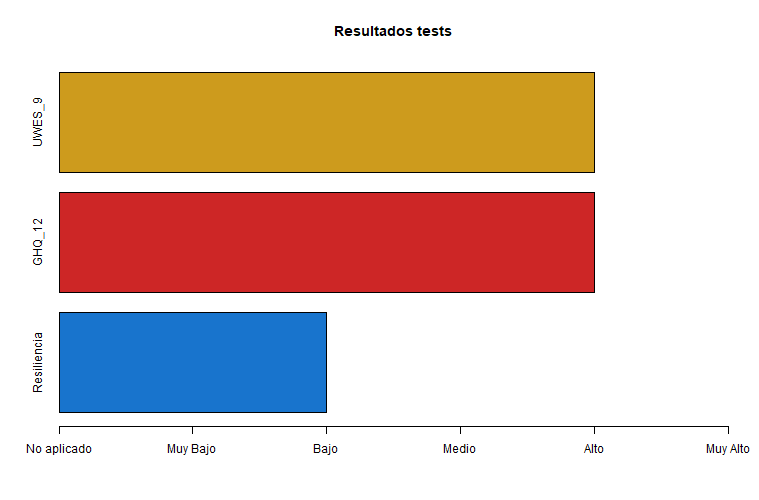 Resultados tests
UWES_9
GHQ_12
Resiliencia
No aplicado Muy Bajo Bajo Medio Alto Muy Alto